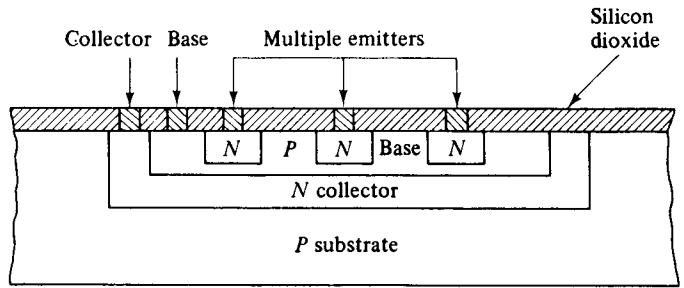 Silicon
dioxide
Collector Base Multiple emitters
N P N Base N
N collector
P substrate